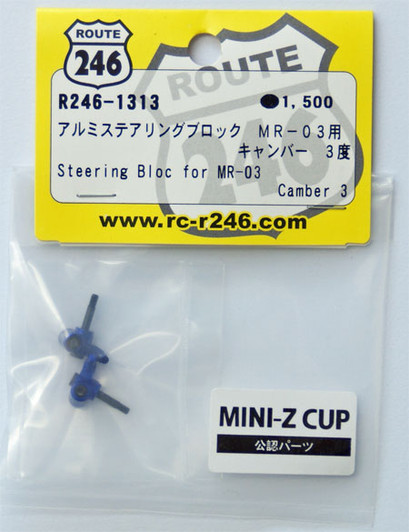 ROUTE
246
ROUTE
246
R246-1313 ●1,500
アルミステアリングブロック MR-03用
キャンバー 3度
Steering Bloc for MR-03
Camber 3
www.rc-r246.com
MINI-Z CUP
公認パーツ